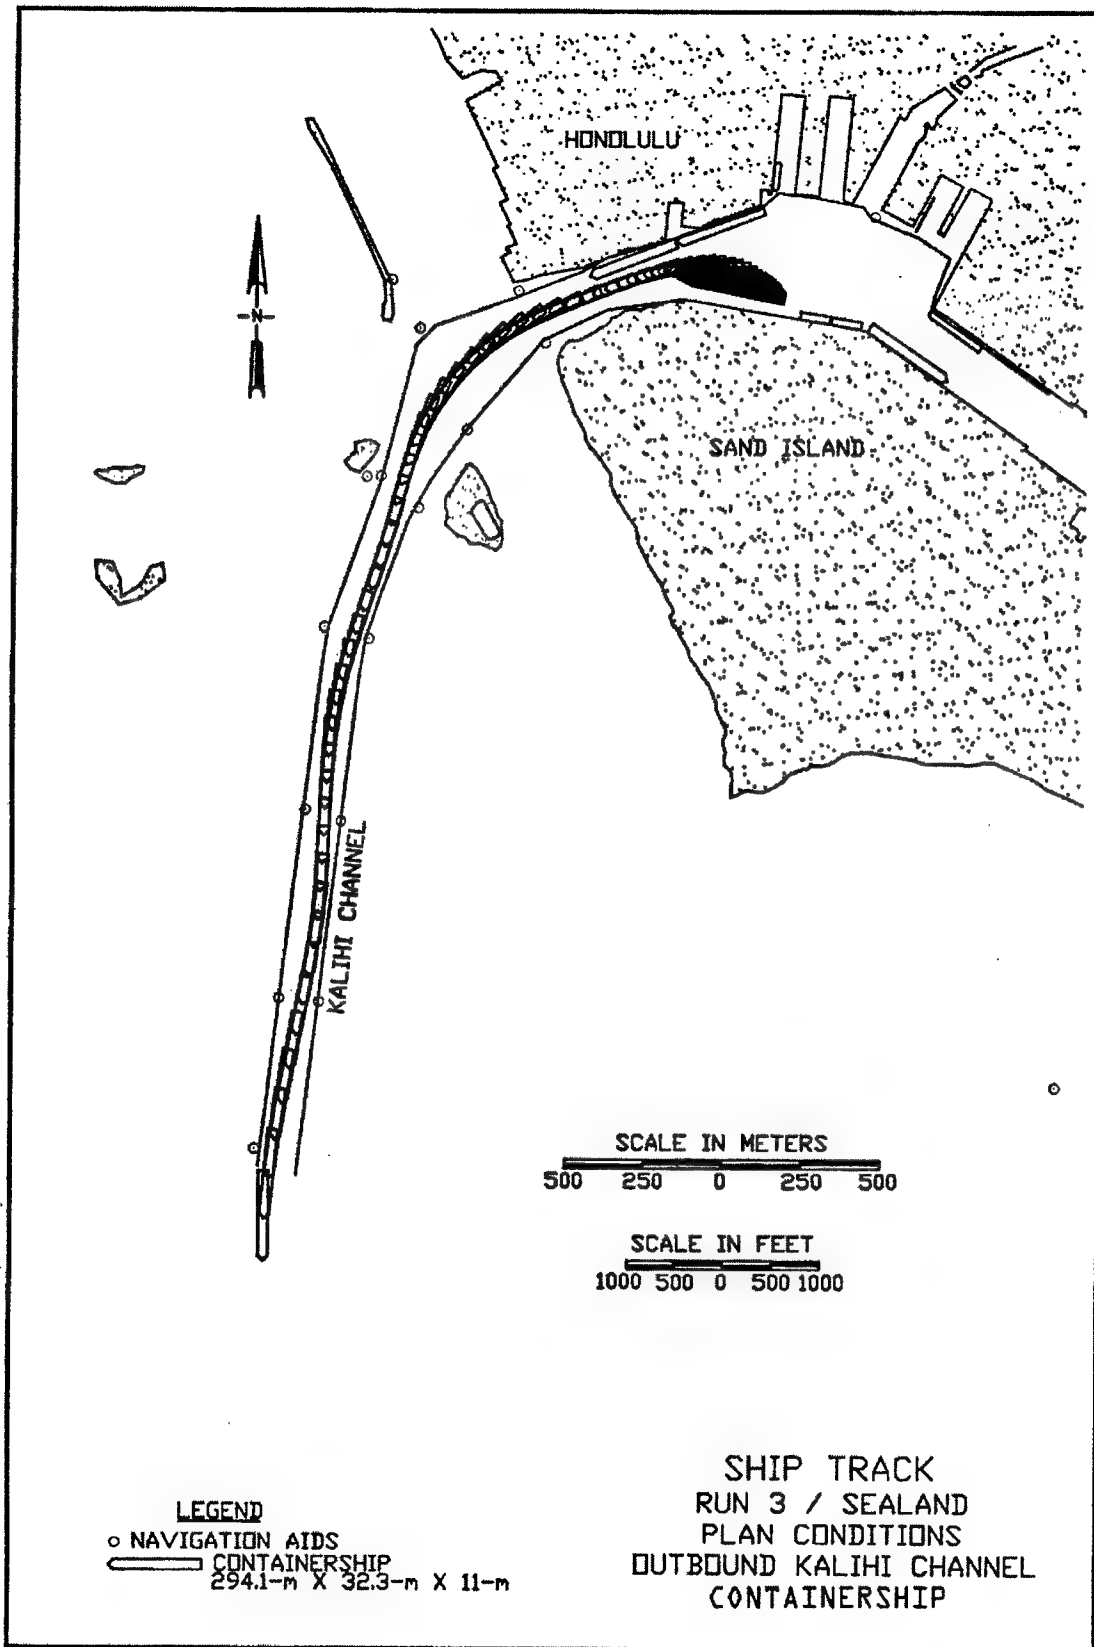 HONOLULU
N
SAND ISLAND
KALIHI CHANNEL
SCALE IN METERS
500 250 0 250 500
SCALE IN FEET
1000 500 0 500 1000
LEGEND
NAVIGATION AIDS
CONTAINERSHIP
294.1-m X 32.3-m X 11-m
SHIP TRACK
RUN 3 / SEALAND
PLAN CONDITIONS
OUTBOUND KALIHI CHANNEL
CONTAINERSHIP